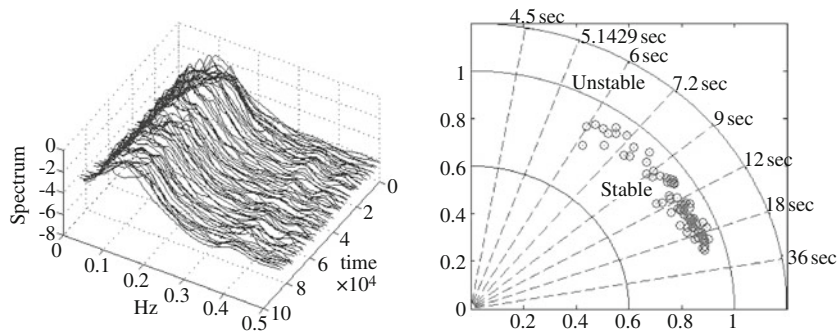 Spectrum
0
-2
-4
-6
-8
0
0.1
0.2
0.3
0.4
0.5
Hz
0
2
4
6
8
10
time
×10⁴
4.5 sec
5.1429 sec
6 sec
7.2 sec
9 sec
12 sec
18 sec
36 sec
Unstable
Stable
1
0.8
0.6
0.4
0.2
0
0.2
0.4
0.6
0.8
1